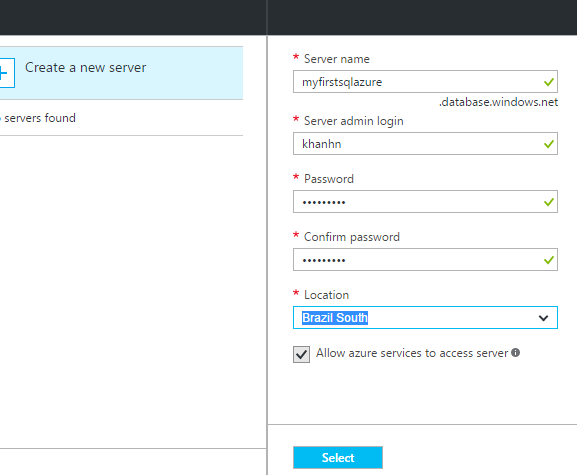 Create a new server
servers found
* Server name
myfirstsqlazure
.database.windows.net
* Server admin login
khanhn
* Password
•••••••••
* Confirm password
•••••••••
* Location
Brazil South
Allow azure services to access server
Select